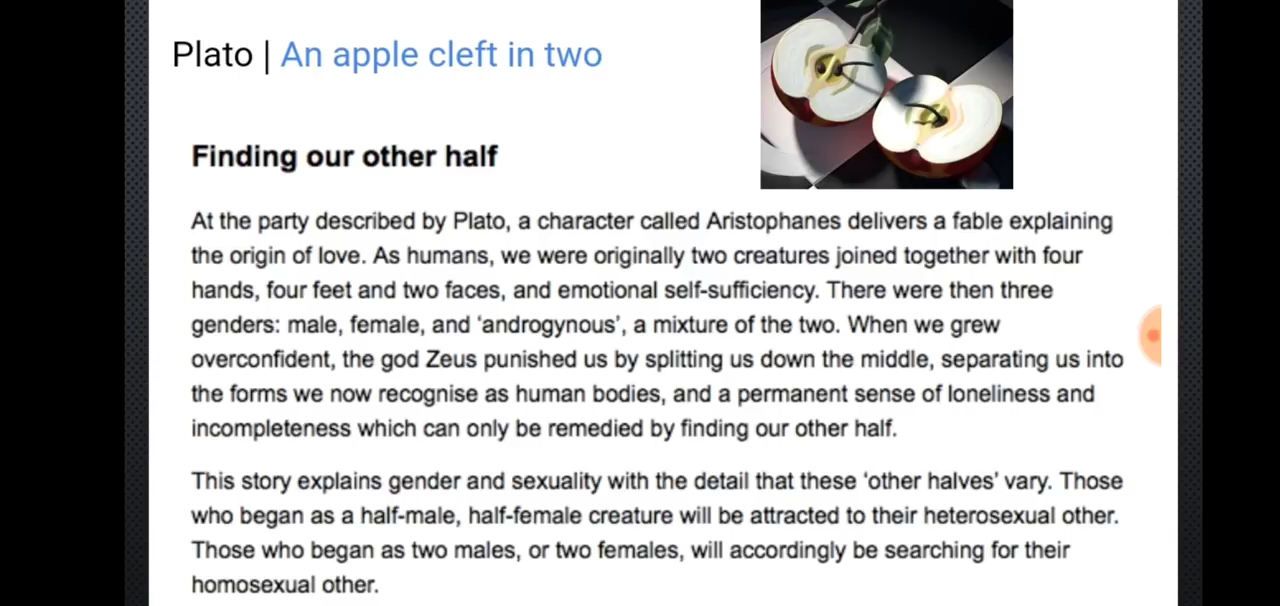 Plato | An apple cleft in two
Finding our other half
At the party described by Plato, a character called Aristophanes delivers a fable explaining
the origin of love. As humans, we were originally two creatures joined together with four
hands, four feet and two faces, and emotional self-sufficiency. There were then three
genders: male, female, and ‘androgynous’, a mixture of the two. When we grew
overconfident, the god Zeus punished us by splitting us down the middle, separating us into
the forms we now recognise as human bodies, and a permanent sense of loneliness and
incompleteness which can only be remedied by finding our other half.
This story explains gender and sexuality with the detail that these ‘other halves’ vary. Those
who began as a half-male, half-female creature will be attracted to their heterosexual other.
Those who began as two males, or two females, will accordingly be searching for their
homosexual other.